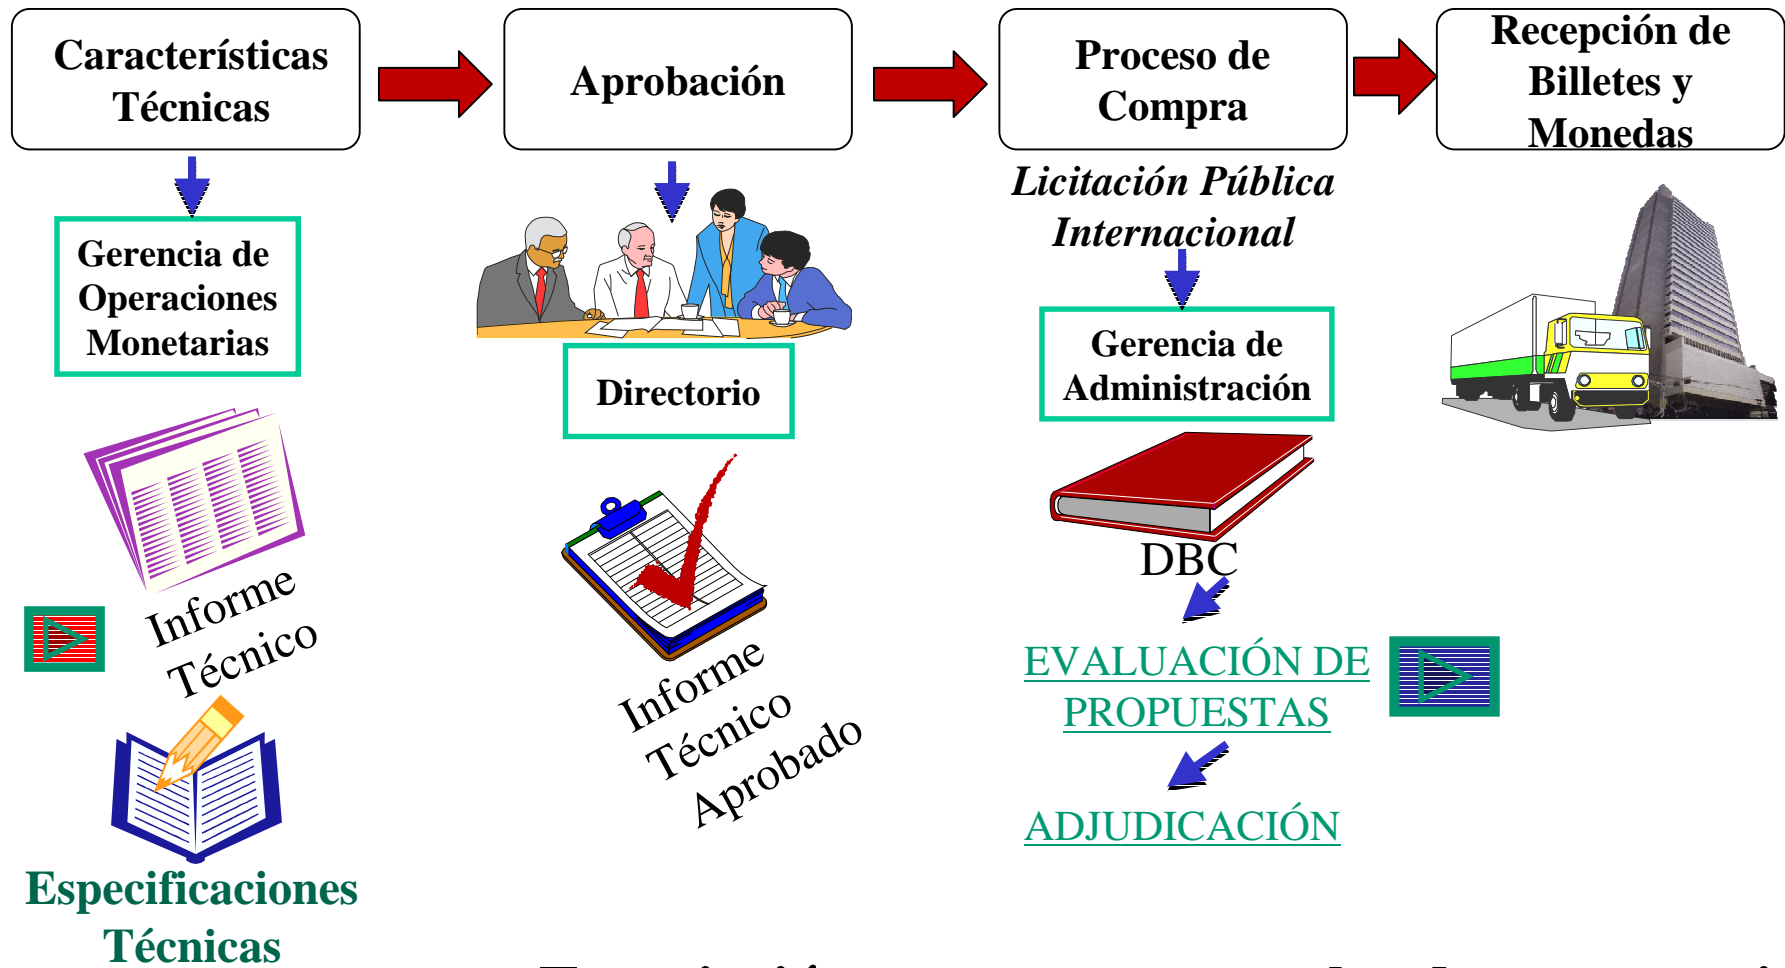 Características
Técnicas
Aprobación
Proceso de
Compra
Recepción de
Billetes y
Monedas
Gerencia de
Operaciones
Monetarias
Informe
Técnico
Especificaciones
Técnicas
Directorio
Informe
Técnico
Aprobado
Licitación Pública
Internacional
Gerencia de
Administración
DBC
EVALUACIÓN DE
PROPUESTAS
ADJUDICACIÓN